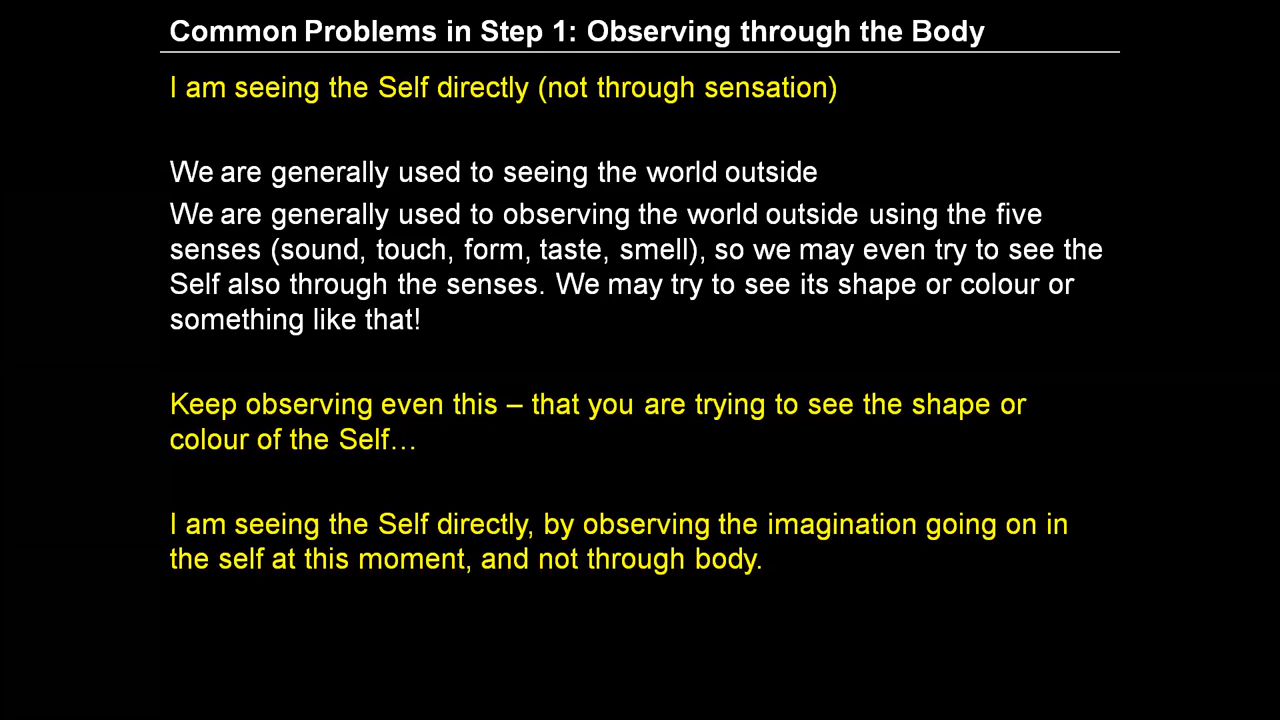 Common Problems in Step 1: Observing through the Body
I am seeing the Self directly (not through sensation)
We are generally used to seeing the world outside
We are generally used to observing the world outside using the five
senses (sound, touch, form, taste, smell), so we may even try to see the
Self also through the senses. We may try to see its shape or colour or
something like that!
Keep observing even this – that you are trying to see the shape or
colour of the Self…
I am seeing the Self directly, by observing the imagination going on in
the self at this moment, and not through body.